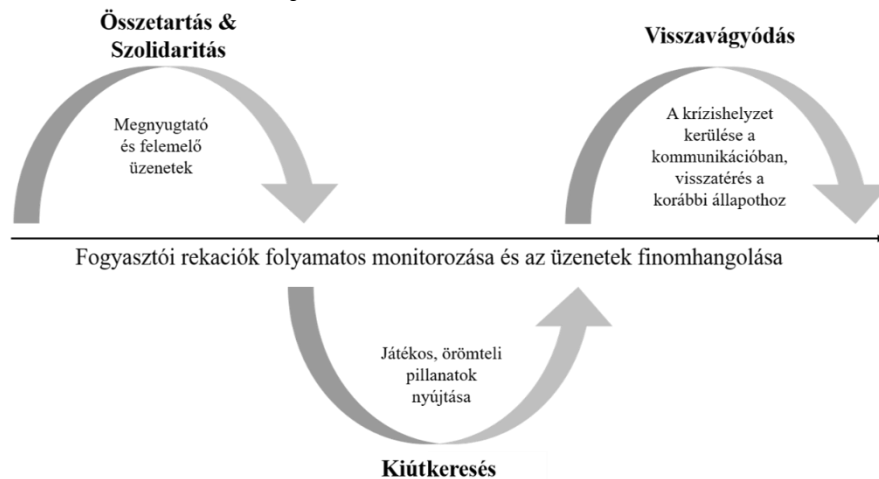 Összetartás &
Szolidaritás
Megnyugtató
és felemelő
üzenetek
Visszavágyódás
A krízishelyzet
kerülése a
kommunikációban,
visszatérés a
korábbi állapothoz
Fogyasztói rekaciók folyamatos monitorozása és az üzenetek finomhangolása
Játékos, örömteli
pillanatok
nyújtása
Kiútkeresés